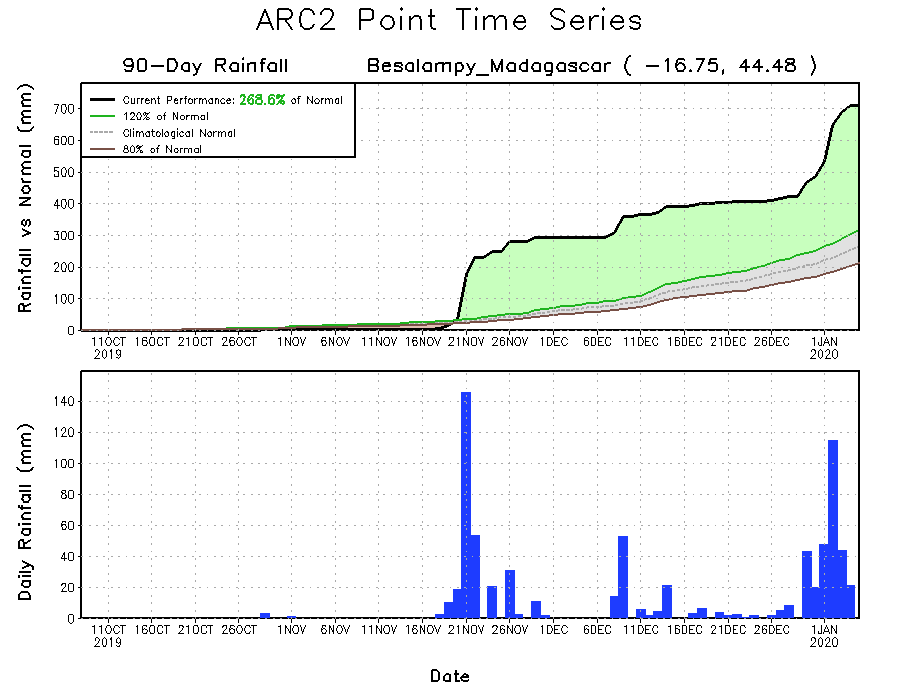 ARC2 Point Time Series
90-Day Rainfall
Besalampy_Madagascar ( -16.75, 44.48 )
Rainfall vs Normal (mm)
Current Performance: 268.6% of Normal
120% of Normal
Climatological Normal
80% of Normal
700
600
500
400
300
200
100
0
11OCT 16OCT 21OCT 26OCT 1NOV 6NOV 11NOV 16NOV 21NOV 26NOV 1DEC 6DEC 11DEC 16DEC 21DEC 26DEC 1JAN
2019 2020
Daily Rainfall (mm)
140
120
100
80
60
40
20
0
11OCT 16OCT 21OCT 26OCT 1NOV 6NOV 11NOV 16NOV 21NOV 26NOV 1DEC 6DEC 11DEC 16DEC 21DEC 26DEC 1JAN
2019 2020
Date